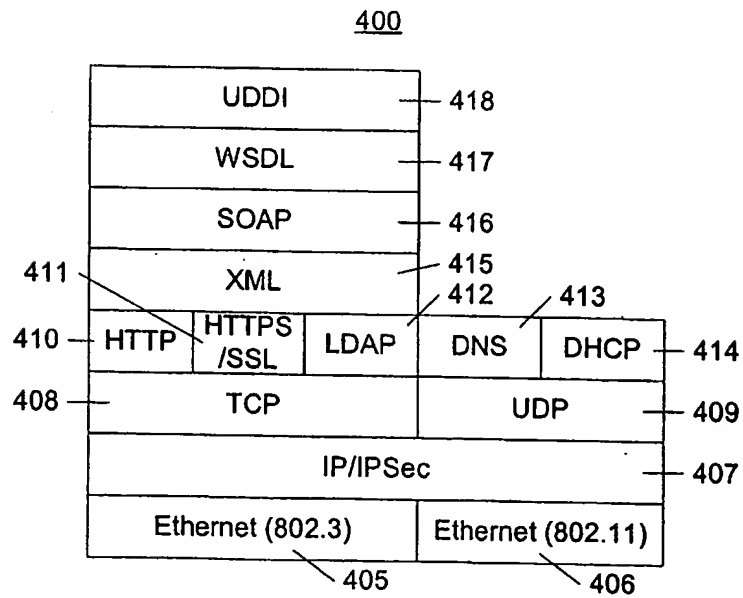 400
UDDI 418
WSDL 417
SOAP 416
411 XML 415
412 413
410 HTTP HTTPS /SSL LDAP DNS DHCP 414
408 TCP UDP 409
IP/IPSec 407
Ethernet (802.3) Ethernet (802.11)
405 406